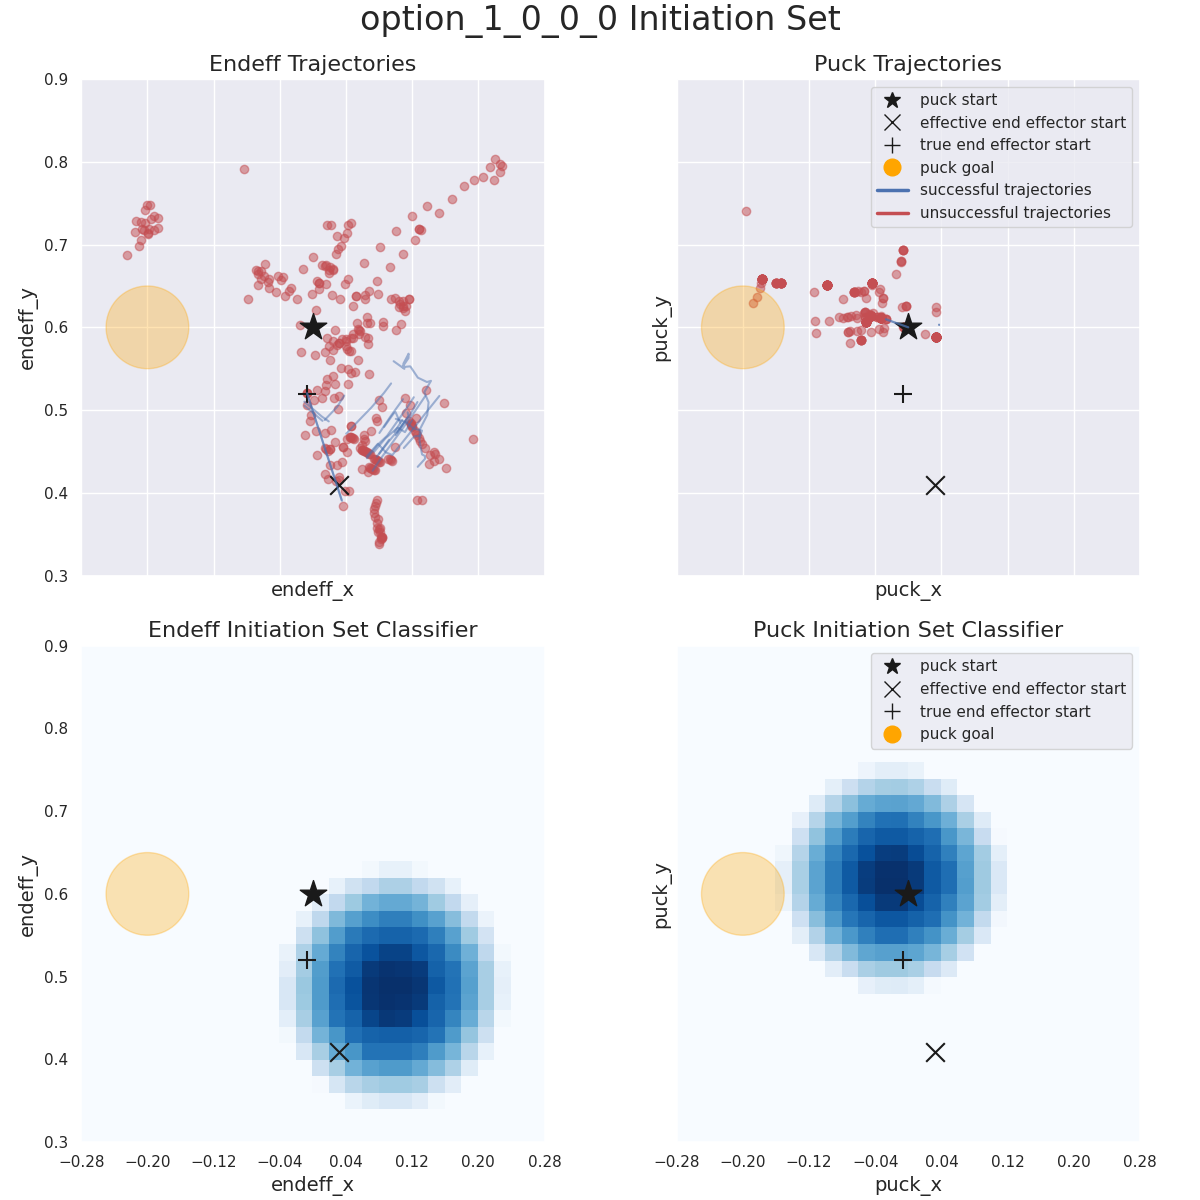 option_1_0_0_0 Initiation Set
Endeff Trajectories
Puck Trajectories
0.9
0.8
0.7
0.6
0.5
0.4
0.3
endeff_y
endeff_x
puck_y
puck_x
puck start
effective end effector start
true end effector start
puck goal
successful trajectories
unsuccessful trajectories
Endeff Initiation Set Classifier
Puck Initiation Set Classifier
0.9
0.8
0.7
0.6
0.5
0.4
0.3
endeff_y
puck_y
puck start
effective end effector start
true end effector start
puck goal
−0.28 −0.20 −0.12 −0.04 0.04 0.12 0.20 0.28
endeff_x
−0.28 −0.20 −0.12 −0.04 0.04 0.12 0.20 0.28
puck_x